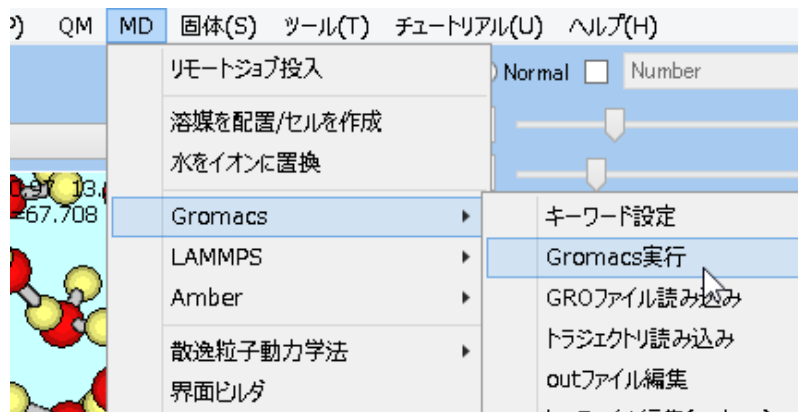 QM MD 固体(S) ツール(T) チュートリアル(U) ヘルプ(H)
リモートジョブ投入
Normal Number
溶媒を配置/セルを作成
水をイオンに置換
13.
=67.708
Gromacs
キーワード設定
Gromacs実行
LAMMPS
GROファイル読み込み
Amber
トラジェクトリ読み込み
散逸粒子動力学法
outファイル編集
界面ビルダ